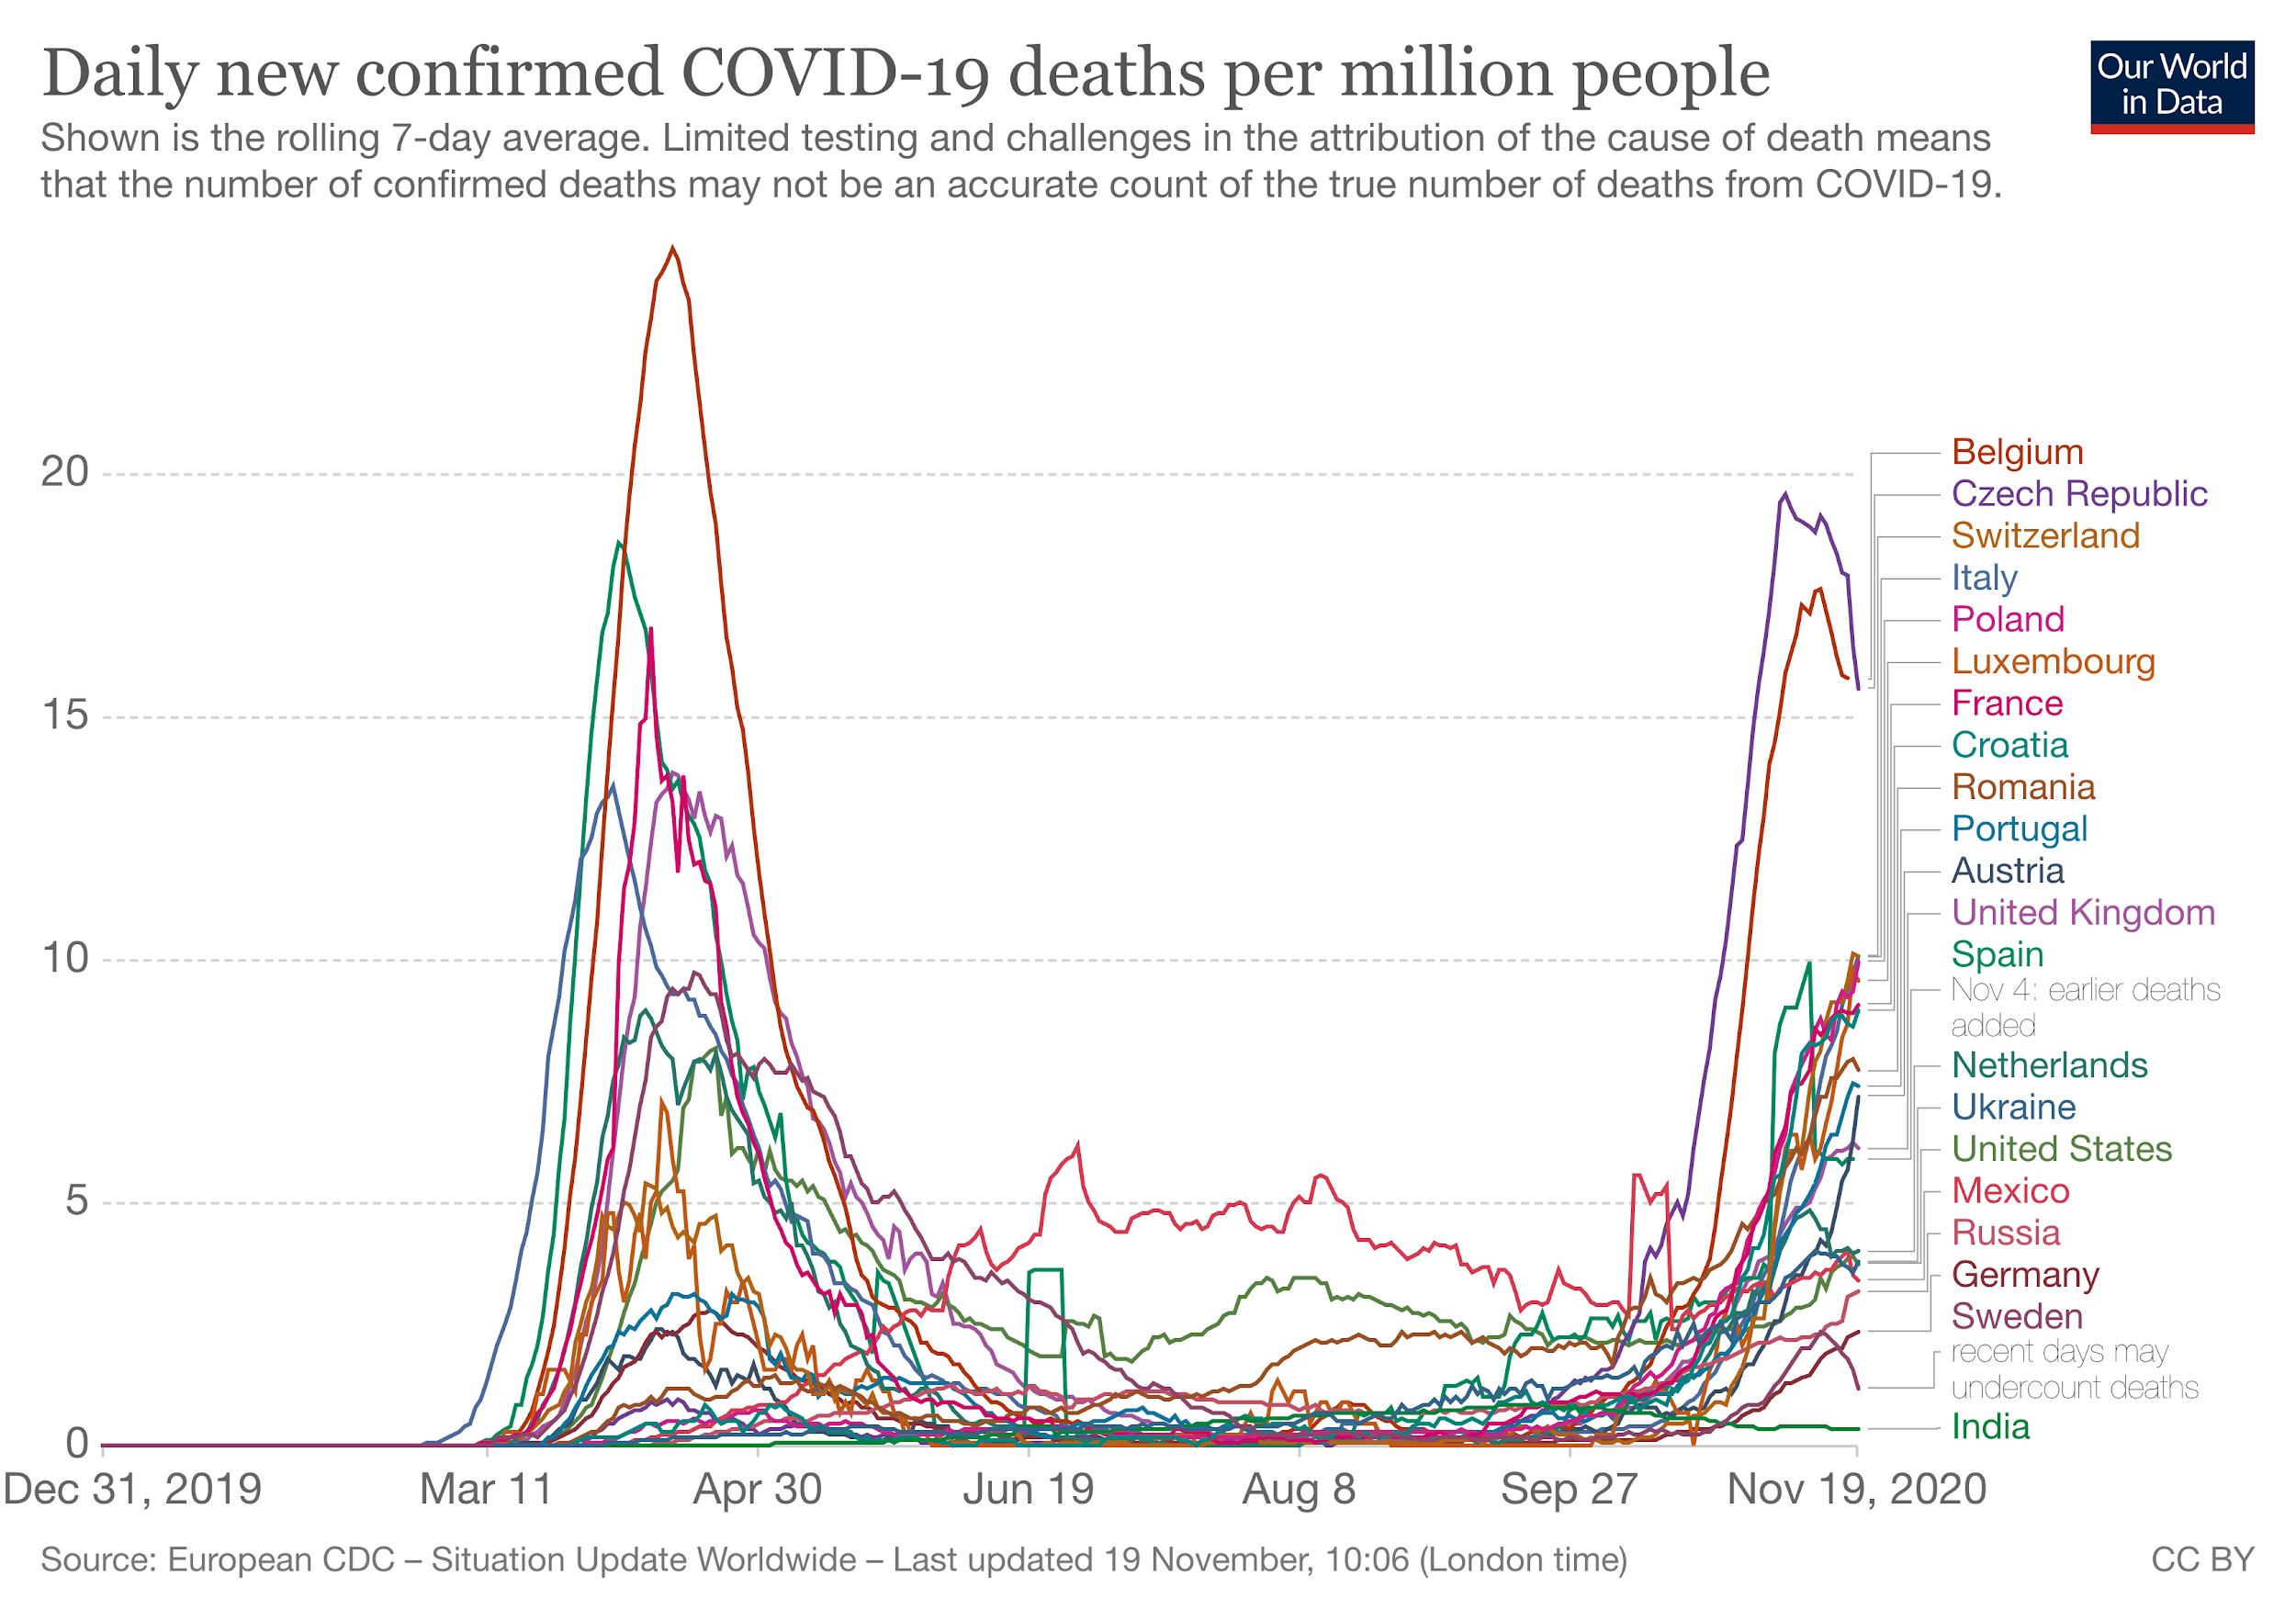 Daily new confirmed COVID-19 deaths per million people
Our World
in Data
Shown is the rolling 7-day average. Limited testing and challenges in the attribution of the cause of death means
that the number of confirmed deaths may not be an accurate count of the true number of deaths from COVID-19.
20
15
10
5
0
Belgium
Czech Republic
Switzerland
Italy
Poland
Luxembourg
France
Croatia
Romania
Portugal
Austria
United Kingdom
Spain
Nov 4: earlier deaths
added
Netherlands
Ukraine
United States
Mexico
Russia
Germany
Sweden
recent days may
undercount deaths
India
Dec 31, 2019
Mar 11
Apr 30
Jun 19
Aug 8
Sep 27
Nov 19, 2020
Source: European CDC – Situation Update Worldwide – Last updated 19 November, 10:06 (London time)
CC BY